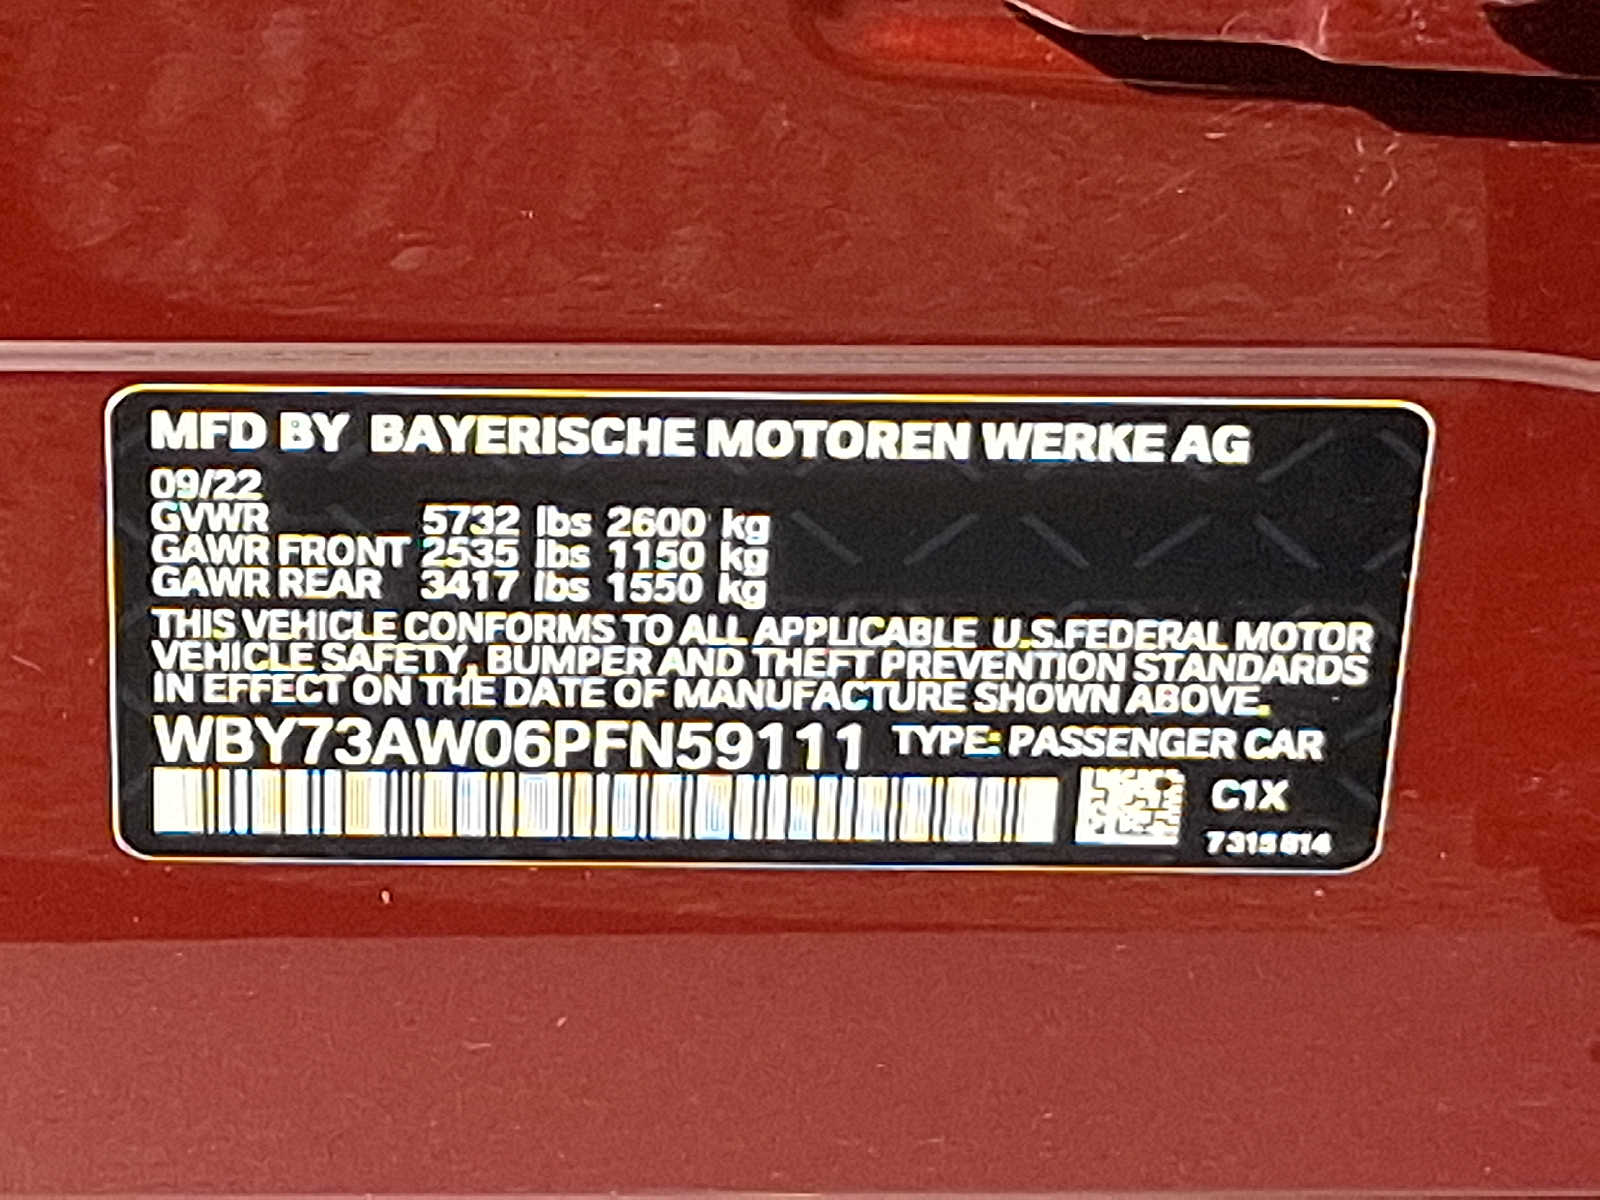 MFD BY BAYERISCHE MOTOREN WERKE AG
09/22
GVWR 5732 lbs 2600 kg
GAWR FRONT 2535 lbs 1150 kg
GAWR REAR 3417 lbs 1550 kg
THIS VEHICLE CONFORMS TO ALL APPLICABLE U.S.FEDERAL MOTOR
VEHICLE SAFETY, BUMPER AND THEFT PREVENTION STANDARDS
IN EFFECT ON THE DATE OF MANUFACTURE SHOWN ABOVE.
WBY73AW06PFN59111 TYPE: PASSENGER CAR
C1X